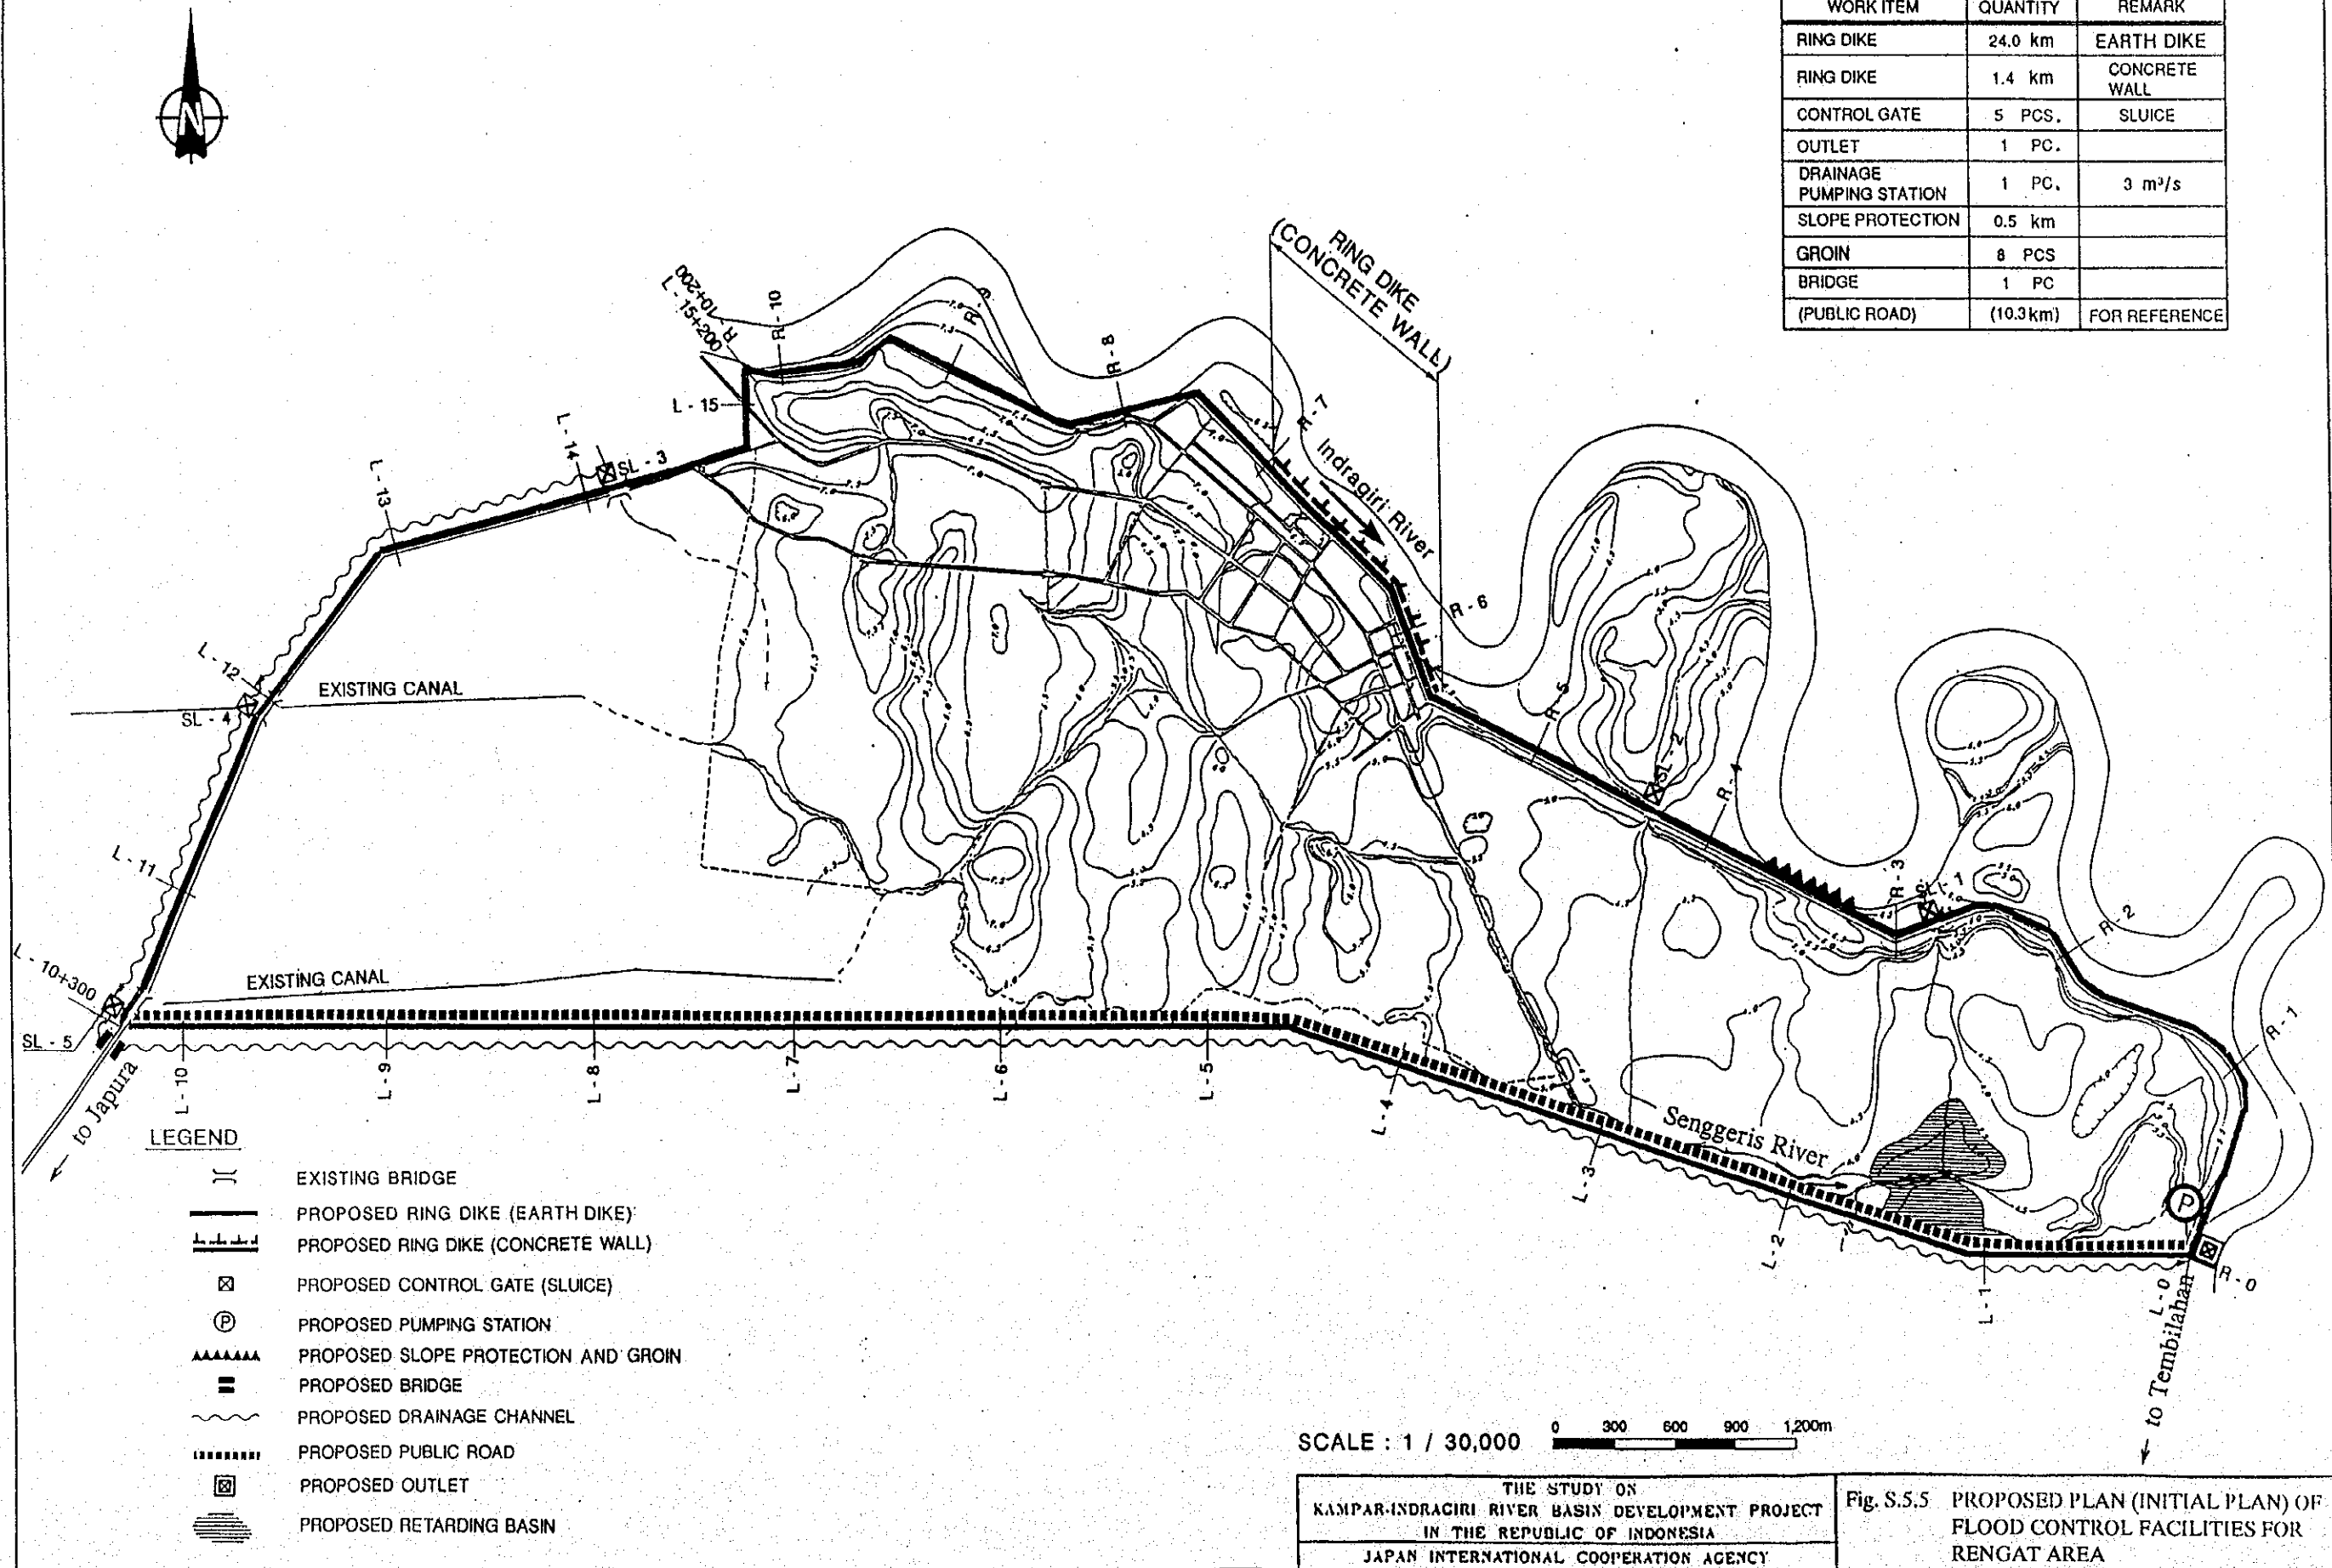 WORK ITEM QUANTITY REMARK
RING DIKE 24.0 km EARTH DIKE
RING DIKE 1.4 km CONCRETE WALL
CONTROL GATE 5 PCS. SLUICE
OUTLET 1 PC.
DRAINAGE PUMPING STATION 1 PC. 3 m³/s
SLOPE PROTECTION 0.5 km
GROIN 8 PCS
BRIDGE 1 PC
(PUBLIC ROAD) (10.3km) FOR REFERENCE
N
RING DIKE
(CONCRETE WALL)
R - 10+200
L - 15+200
R - 10
R - 9
R - 8
R - 7
Indragiri River
R - 6
R - 5
SL - 2
R - 4
R - 3
SL - 1
R - 2
R - 1
R - 0
L - 15
L - 14
SL - 3
L - 13
L - 12
SL - 4
EXISTING CANAL
L - 11
L - 10+300
EXISTING CANAL
SL - 5
to Japura
L - 10
L - 9
L - 8
L - 7
L - 6
L - 5
L - 4
L - 3
Senggeris River
L - 2
L - 1
L - 0
P
to Tembilahan
LEGEND
EXISTING BRIDGE
PROPOSED RING DIKE (EARTH DIKE)
PROPOSED RING DIKE (CONCRETE WALL)
PROPOSED CONTROL GATE (SLUICE)
P PROPOSED PUMPING STATION
PROPOSED SLOPE PROTECTION AND GROIN
PROPOSED BRIDGE
PROPOSED DRAINAGE CHANNEL
PROPOSED PUBLIC ROAD
PROPOSED OUTLET
PROPOSED RETARDING BASIN
SCALE : 1 / 30,000
0 300 600 900 1,200m
THE STUDY ON
KAMPAR-INDRAGIRI RIVER BASIN DEVELOPMENT PROJECT
IN THE REPUBLIC OF INDONESIA
JAPAN INTERNATIONAL COOPERATION AGENCY
Fig. S.5.5 PROPOSED PLAN (INITIAL PLAN) OF
FLOOD CONTROL FACILITIES FOR
RENGAT AREA